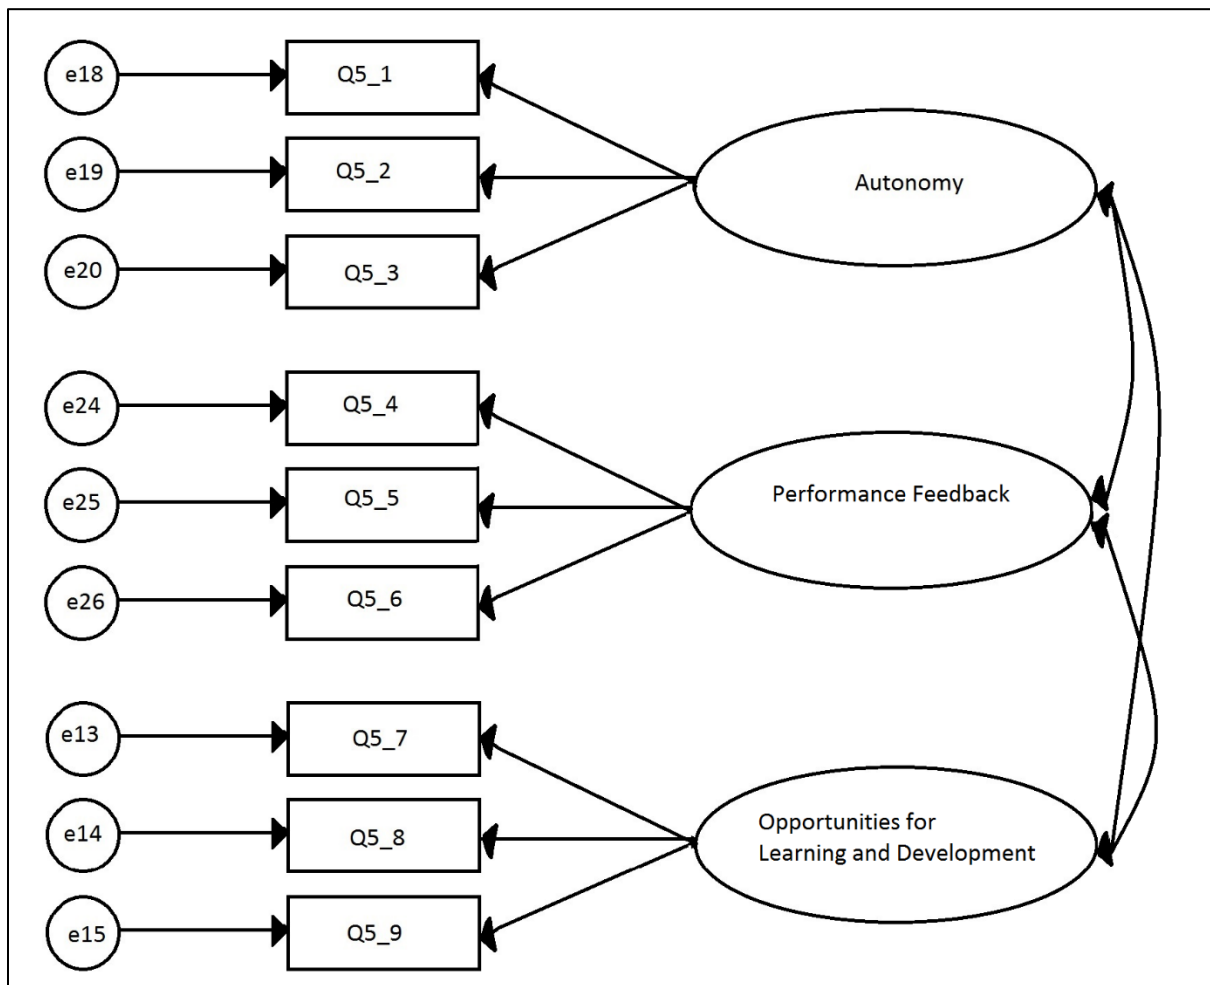 e18
Q5_1
e19
Q5_2
Autonomy
e20
Q5_3
e24
Q5_4
e25
Q5_5
Performance Feedback
e26
Q5_6
e13
Q5_7
e14
Q5_8
Opportunities for
Learning and Development
e15
Q5_9